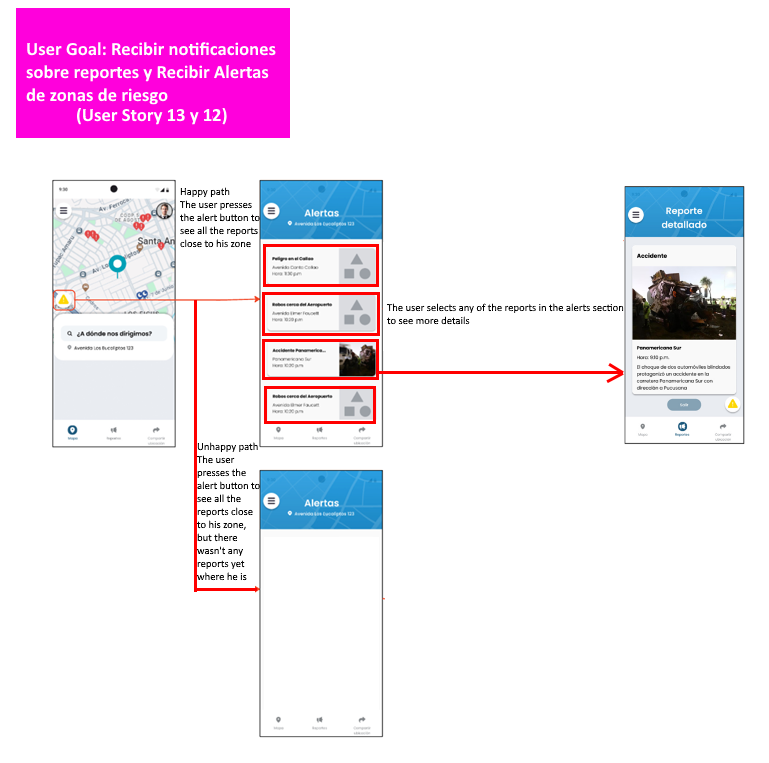 User Goal: Recibir notificaciones
sobre reportes y Recibir Alertas
de zonas de riesgo
(User Story 13 y 12)
9:30
Av. Ferroca
Santa An
Av. Los
¿A dónde nos dirigimos?
Avenida Los Eucaliptos 123
Mapa
Reportes
Compartir
ubicación
Happy path
The user presses
the alert button to
see all the reports
close to his zone
Alertas
Avenida Los Eucaliptos 123
Peligro en el Callao
Avenida Canta Callao
Hora: 11:30 p.m
Robos cerca del Aeropuerto
Avenida Elmer Faucett
Hora: 10:20 p.m
Accidente Panamerica...
Panamericana Sur
Hora: 9:10 p.m.
Robos cerca del Aeropuerto
Avenida Elmer Faucett
Hora: 10:20 p.m
Mapa
Reportes
Compartir
ubicación
The user selects any of the reports in the alerts section
to see more details
Reporte
detallado
Accidente
Panamericana Sur
Hora: 9:10 p.m.
El choque de dos automóviles blindados
protagonizó un accidente en la
carretera Panamericana Sur con
dirección a Pucusana
Salir
Mapa
Reportes
Compartir
ubicación
Unhappy path
The user
presses the
alert button to
see all the
reports close
to his zone,
but there
wasn't any
reports yet
where he is
Alertas
Avenida Los Eucaliptos 123
Mapa
Reportes
Compartir
ubicación